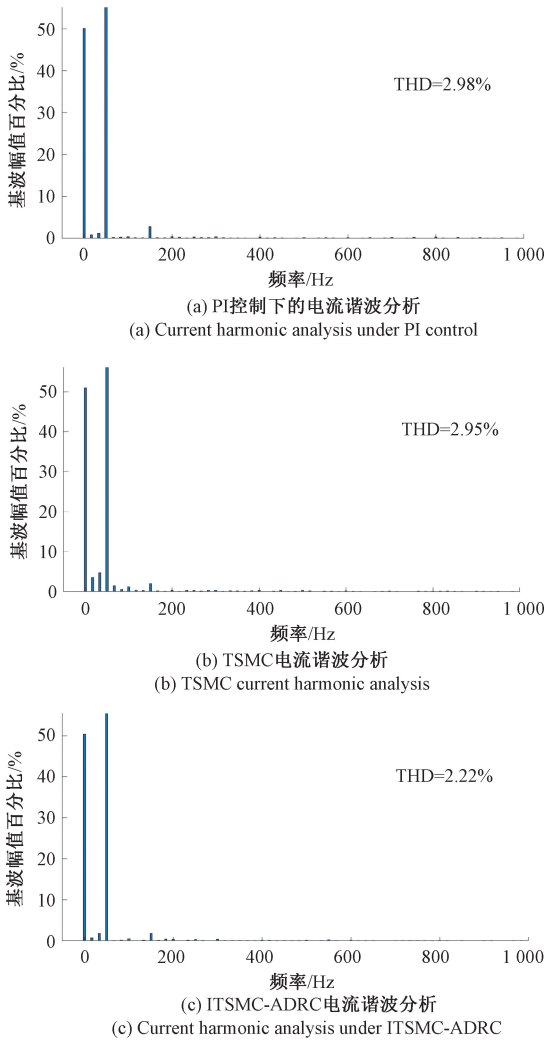 50
40
30
20
10
0
基波幅值百分比/%
THD=2.98%
0 200 400 600 800 1 000
频率/Hz
(a) PI控制下的电流谐波分析
(a) Current harmonic analysis under PI control
50
40
30
20
10
0
基波幅值百分比/%
THD=2.95%
0 200 400 600 800 1 000
频率/Hz
(b) TSMC电流谐波分析
(b) TSMC current harmonic analysis
50
40
30
20
10
0
基波幅值百分比/%
THD=2.22%
0 200 400 600 800 1 000
频率/Hz
(c) ITSMC-ADRC电流谐波分析
(c) Current harmonic analysis under ITSMC-ADRC